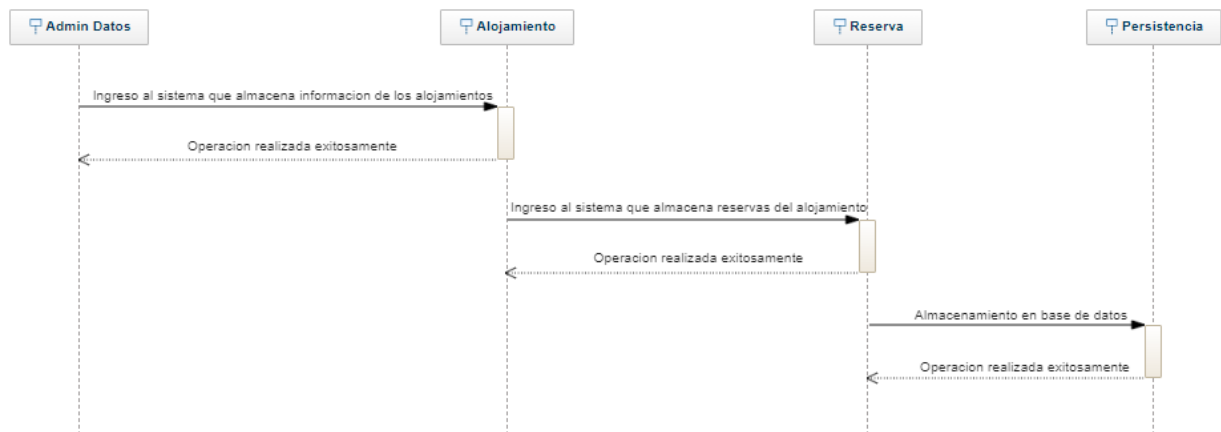 Admin Datos
Alojamiento
Reserva
Persistencia
Ingreso al sistema que almacena informacion de los alojamientos
Operacion realizada exitosamente
Ingreso al sistema que almacena reservas del alojamiento
Operacion realizada exitosamente
Almacenamiento en base de datos
Operacion realizada exitosamente